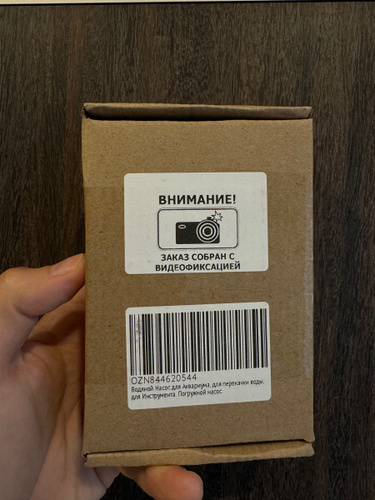 ВНИМАНИЕ!
ЗАКАЗ СОБРАН С
ВИДЕОФИКСАЦИЕЙ
OZN844620544
Водяной Насос для Аквариума, для перекачки воды,
для Инструмента. Погружной насос